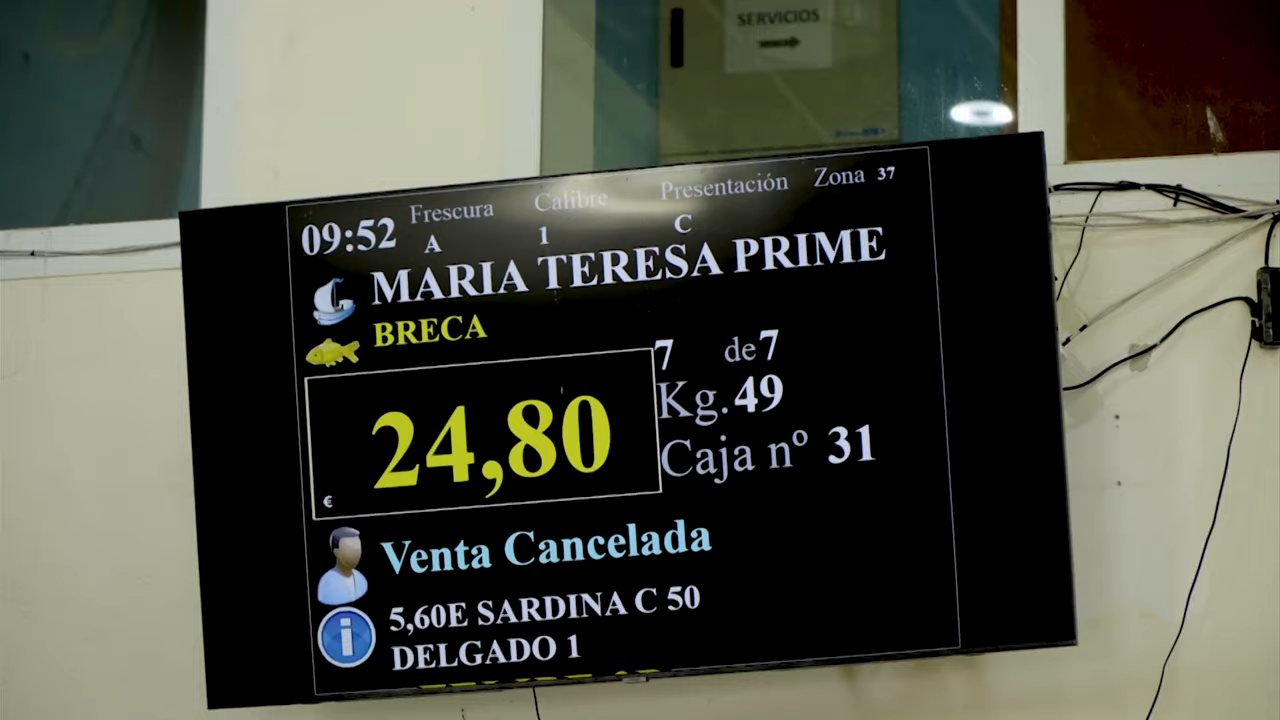 SERVICIOS
Frescura Calibre Presentación Zona 37
09:52 A 1 C
MARIA TERESA PRIME
BRECA
7 de 7
24,80 Kg. 49
€ Caja nº 31
Venta Cancelada
5,60E SARDINA C 50
DELGADO 1